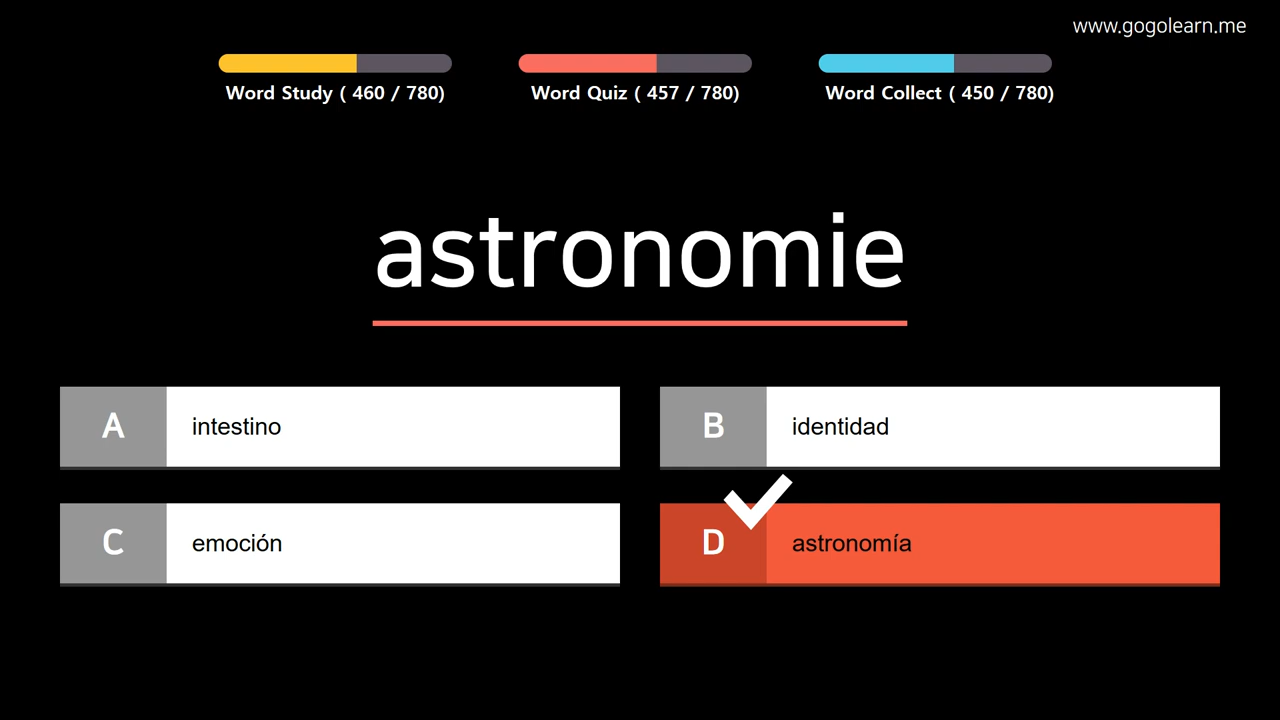 www.gogolearn.me
Word Study ( 460 / 780)
Word Quiz ( 457 / 780)
Word Collect ( 450 / 780)
astronomie
A intestino
B identidad
C emoción
D astronomía